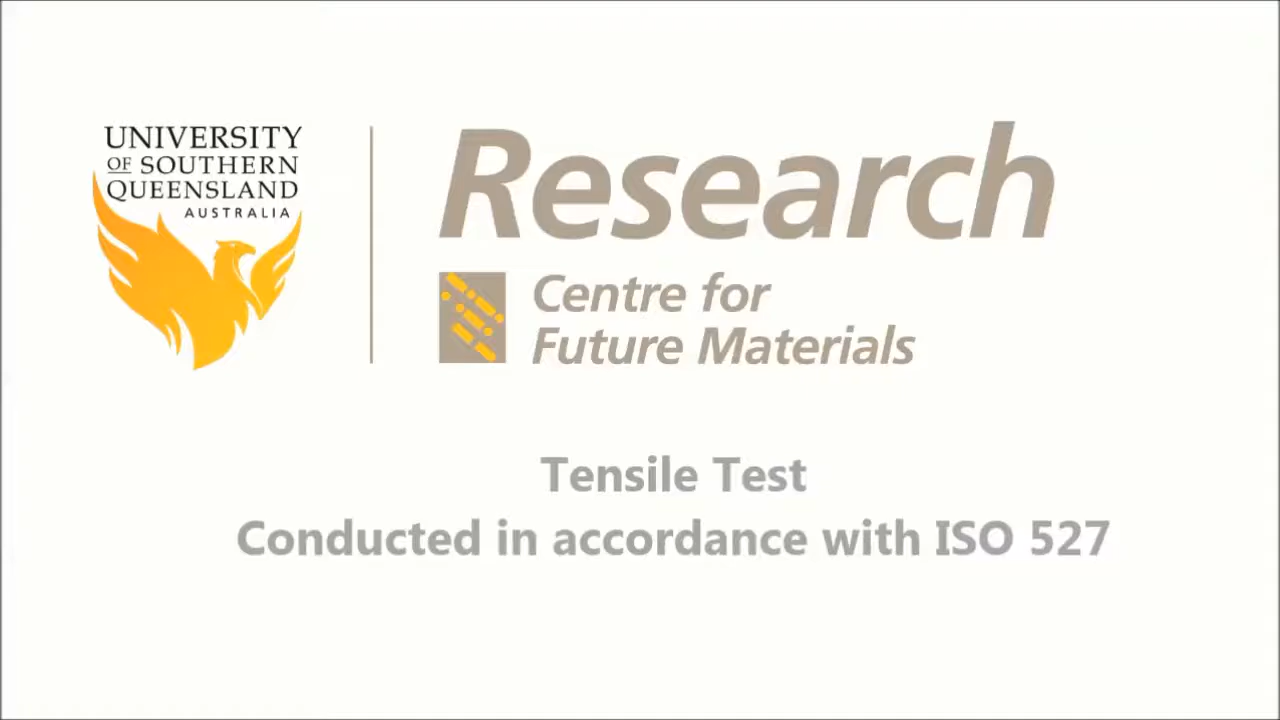 UNIVERSITY
OF SOUTHERN
QUEENSLAND
AUSTRALIA
Research
Centre for
Future Materials
Tensile Test
Conducted in accordance with ISO 527